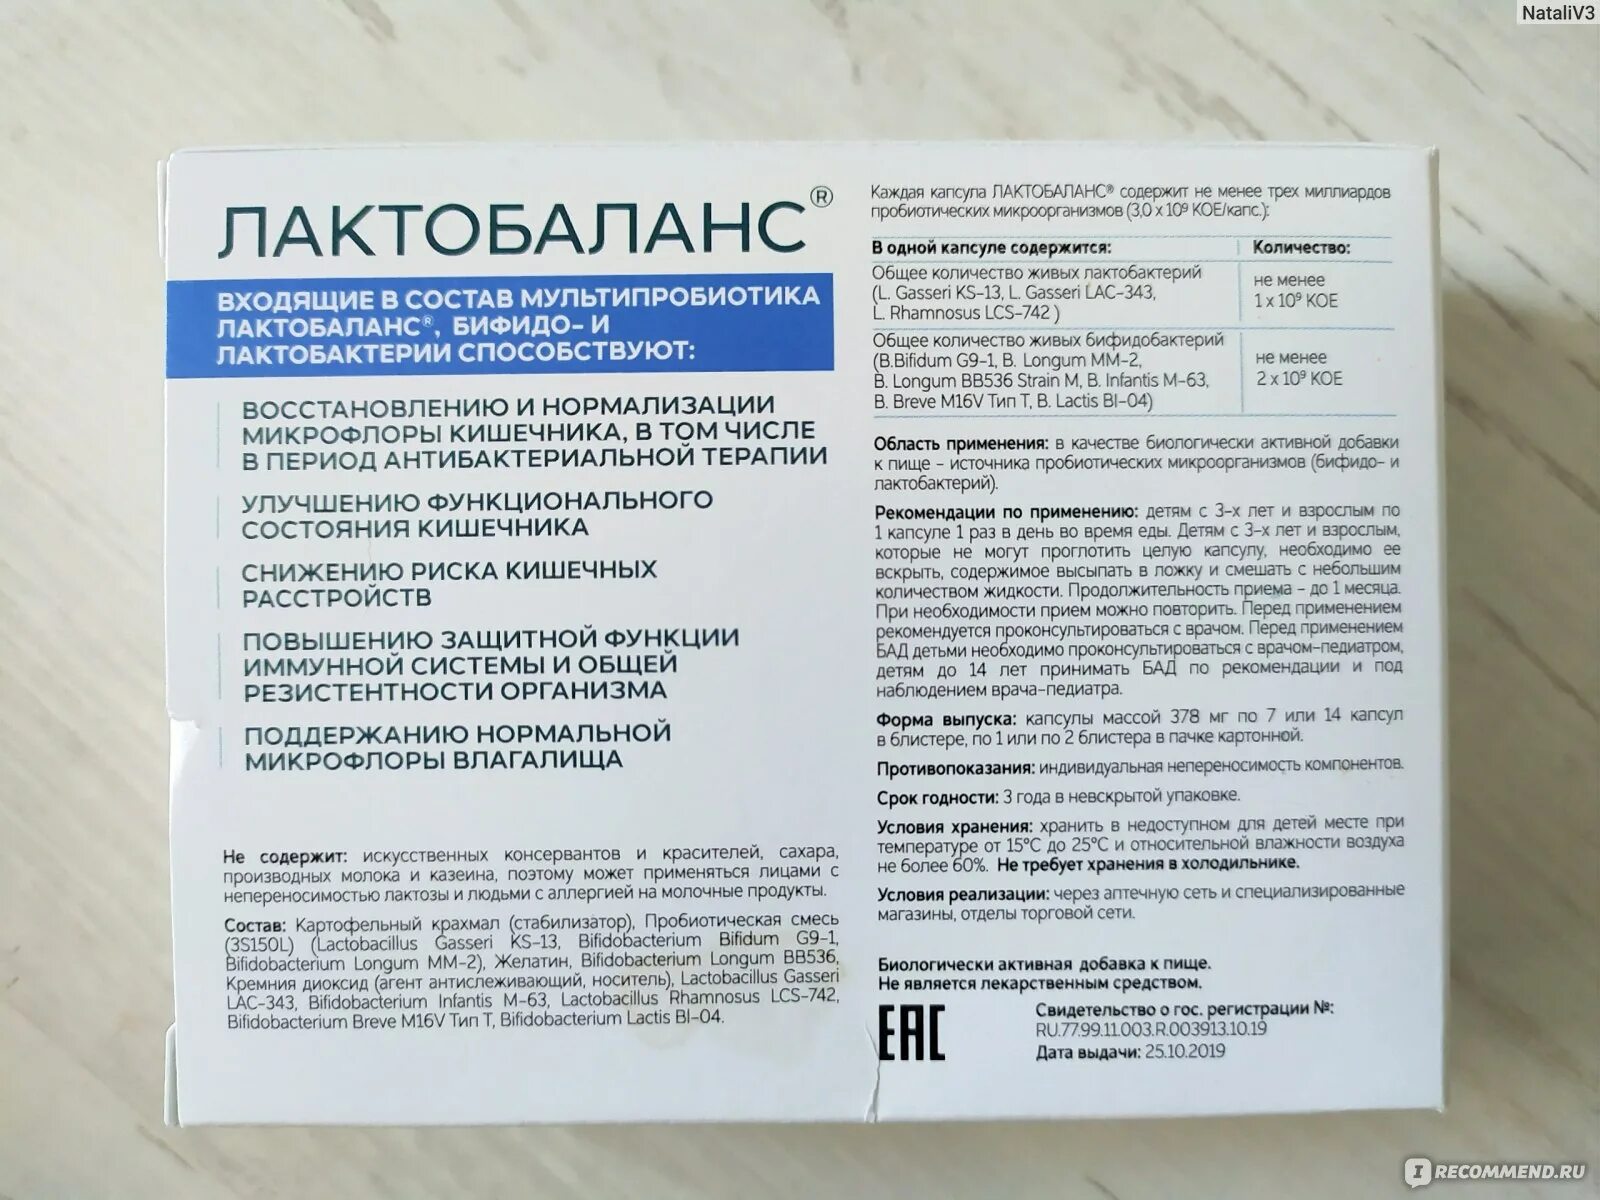 NataliV3
ЛАКТОБАЛАНС®
ВХОДЯЩИЕ В СОСТАВ МУЛЬТИПРОБИОТИКА
ЛАКТОБАЛАНС®, БИФИДО- И
ЛАКТОБАКТЕРИИ СПОСОБСТВУЮТ:
ВОССТАНОВЛЕНИЮ И НОРМАЛИЗАЦИИ
МИКРОФЛОРЫ КИШЕЧНИКА, В ТОМ ЧИСЛЕ
В ПЕРИОД АНТИБАКТЕРИАЛЬНОЙ ТЕРАПИИ
УЛУЧШЕНИЮ ФУНКЦИОНАЛЬНОГО
СОСТОЯНИЯ КИШЕЧНИКА
СНИЖЕНИЮ РИСКА КИШЕЧНЫХ
РАССТРОЙСТВ
ПОВЫШЕНИЮ ЗАЩИТНОЙ ФУНКЦИИ
ИММУННОЙ СИСТЕМЫ И ОБЩЕЙ
РЕЗИСТЕНТНОСТИ ОРГАНИЗМА
ПОДДЕРЖАНИЮ НОРМАЛЬНОЙ
МИКРОФЛОРЫ ВЛАГАЛИЩА
Не содержит: искусственных консервантов и красителей, сахара,
производных молока и казеина, поэтому может применяться лицами с
непереносимостью лактозы и людьми с аллергией на молочные продукты.
Состав: Картофельный крахмал (стабилизатор), Пробиотическая смесь
(3S150L) (Lactobacillus Gasseri KS-13, Bifidobacterium Bifidum G9-1,
Bifidobacterium Longum MM-2), Желатин, Bifidobacterium Longum BB536,
Кремния диоксид (агент антислеживающий, носитель), Lactobacillus Gasseri
LAC-343, Bifidobacterium Infantis M-63, Lactobacillus Rhamnosus LCS-742,
Bifidobacterium Breve M16V Тип Т, Bifidobacterium Lactis Bl-04.
Каждая капсула ЛАКТОБАЛАНС® содержит не менее трех миллиардов
пробиотических микроорганизмов (3,0 x 10⁹ КОЕ/капс.):
В одной капсуле содержится: Количество:
Общее количество живых лактобактерий
(L. Gasseri KS-13, L. Gasseri LAC-343,
L. Rhamnosus LCS-742 )
не менее
1 x 10⁹ КОЕ
Общее количество живых бифидобактерий
(B.Bifidum G9-1, B. Longum MM-2,
B. Longum BB536 Strain M, B. Infantis M-63,
B. Breve M16V Тип Т, B. Lactis Bl-04)
не менее
2 x 10⁹ КОЕ
Область применения: в качестве биологически активной добавки
к пище – источника пробиотических микроорганизмов (бифидо- и
лактобактерий).
Рекомендации по применению: детям с 3-х лет и взрослым по
1 капсуле 1 раз в день во время еды. Детям с 3-х лет и взрослым,
которые не могут проглотить целую капсулу, необходимо ее
вскрыть, содержимое высыпать в ложку и смешать с небольшим
количеством жидкости. Продолжительность приема – до 1 месяца.
При необходимости прием можно повторить. Перед применением
рекомендуется проконсультироваться с врачом. Перед применением
БАД детьми необходимо проконсультироваться с врачом-педиатром,
детям до 14 лет принимать БАД по рекомендации и под
наблюдением врача-педиатра.
Форма выпуска: капсулы массой 378 мг по 7 или 14 капсул
в блистере, по 1 или по 2 блистера в пачке картонной.
Противопоказания: индивидуальная непереносимость компонентов.
Срок годности: 3 года в невскрытой упаковке.
Условия хранения: хранить в недоступном для детей месте при
температуре от 15°С до 25°С и относительной влажности воздуха
не более 60%. Не требует хранения в холодильнике.
Условия реализации: через аптечную сеть и специализированные
магазины, отделы торговой сети.
Биологически активная добавка к пище.
Не является лекарственным средством.
EAC
Свидетельство о гос. регистрации №:
RU.77.99.11.003.R.003913.10.19
Дата выдачи: 25.10.2019
IRECOMMEND.RU